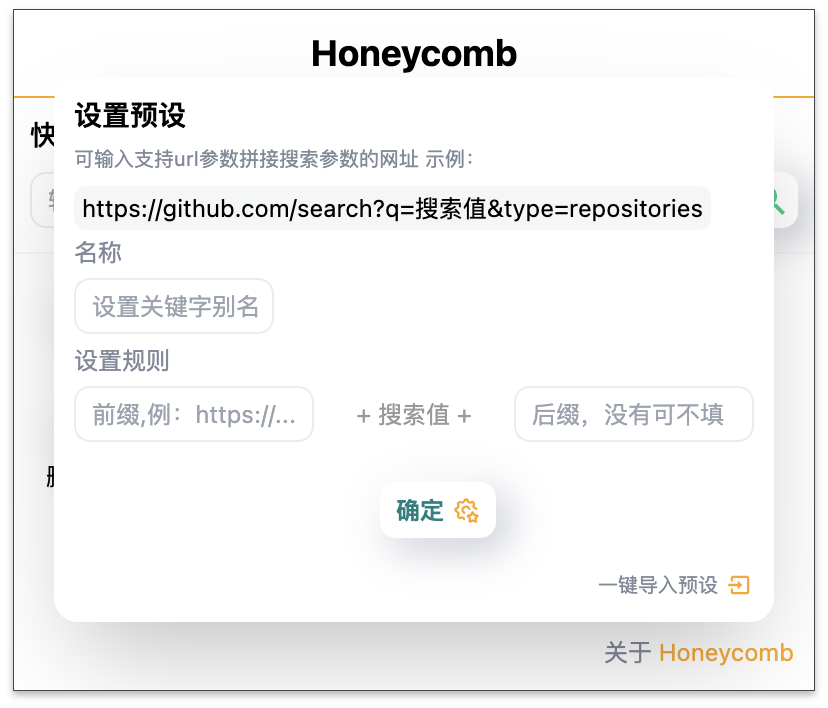 Honeycomb
快
设置预设
可输入支持url参数拼接搜索参数的网址 示例：
https://github.com/search?q=搜索值&type=repositories
名称
设置关键字别名
设置规则
前缀,例：https://... + 搜索值 + 后缀，没有可不填
确定
一键导入预设
关于 Honeycomb